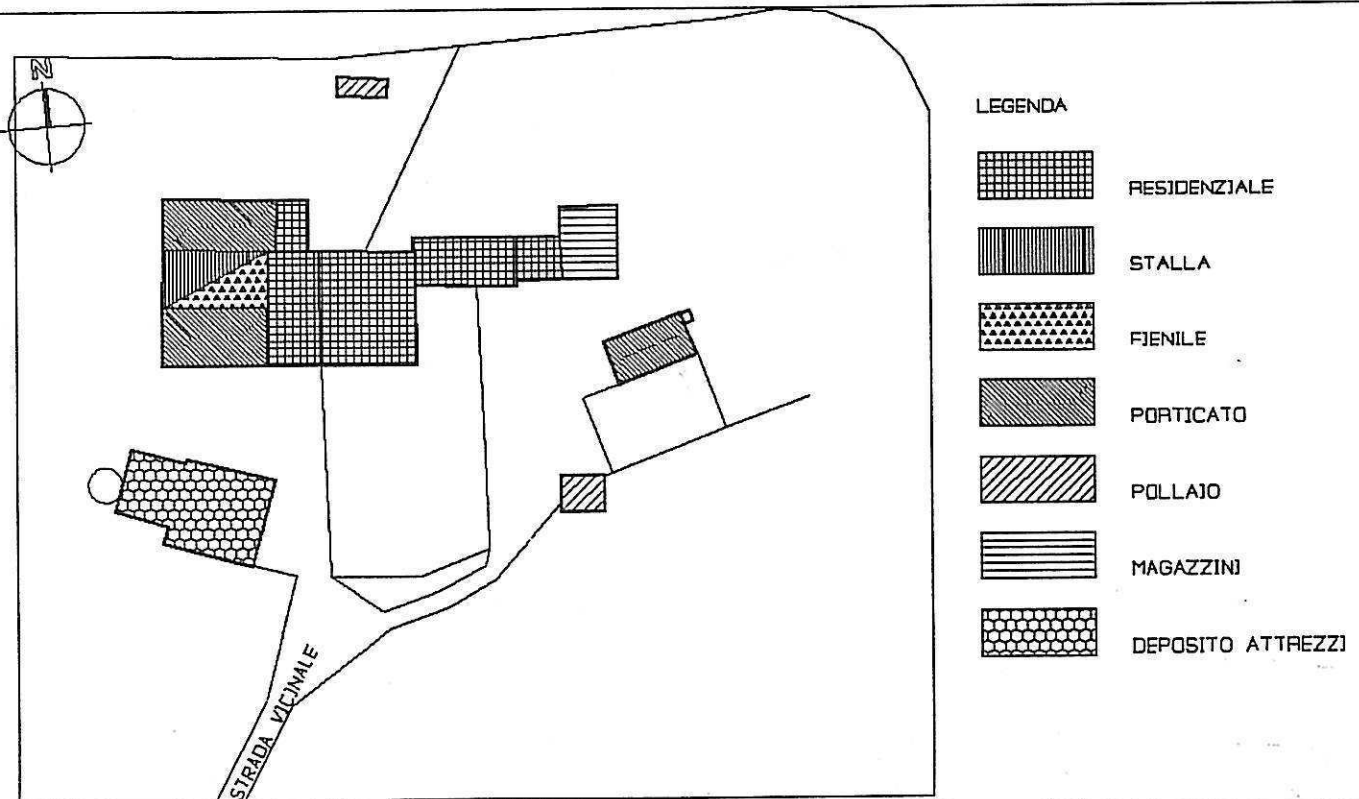 N
LEGENDA
RESIDENZIALE
STALLA
FIENILE
PORTICATO
POLLAIO
MAGAZZINI
DEPOSITO ATTREZZI
STRADA VICINALE